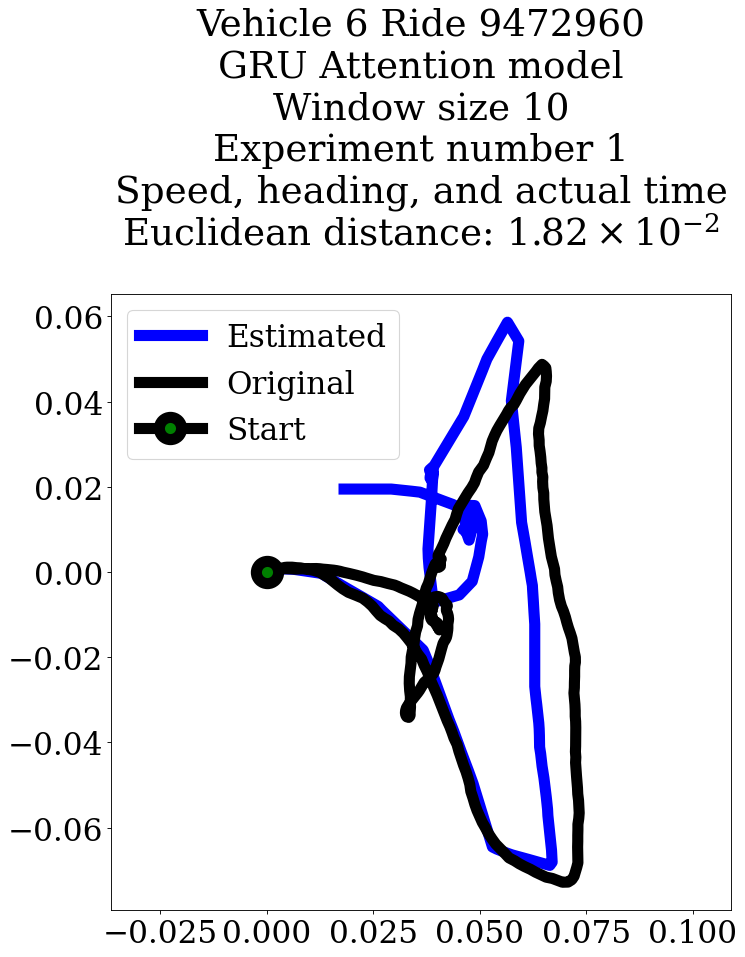 Vehicle 6 Ride 9472960
GRU Attention model
Window size 10
Experiment number 1
Speed, heading, and actual time
Euclidean distance: 1.82 × 10⁻²
Estimated
Original
Start
0.06
0.04
0.02
0.00
−0.02
−0.04
−0.06
−0.025 0.000 0.025 0.050 0.075 0.100